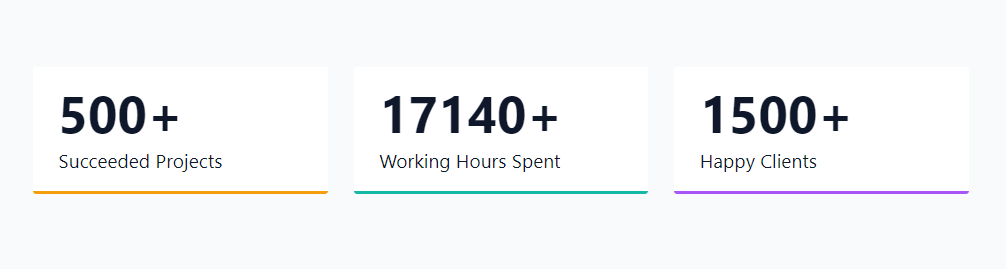 500+
Succeeded Projects
17140+
Working Hours Spent
1500+
Happy Clients